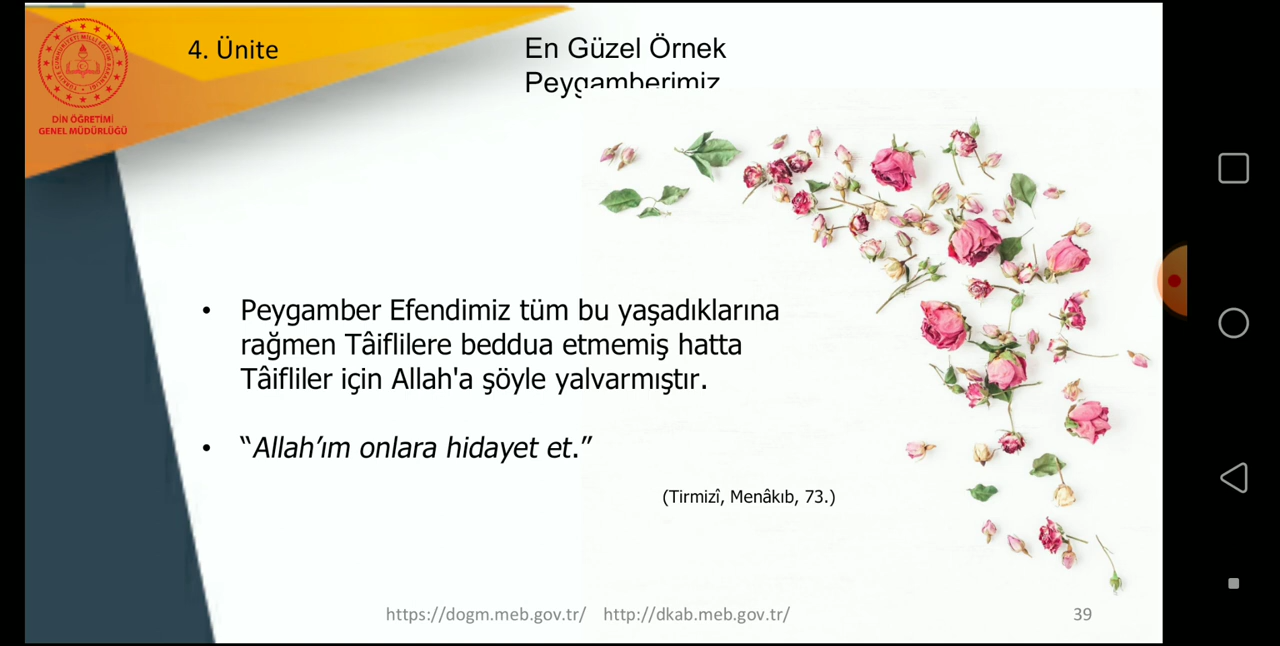 4. Ünite
En Güzel Örnek
Peygamberimiz
DİN ÖĞRETİMİ
GENEL MÜDÜRLÜĞÜ
• Peygamber Efendimiz tüm bu yaşadıklarına
rağmen Tâiflilere beddua etmemiş hatta
Tâifliler için Allah'a şöyle yalvarmıştır.
• “Allah’ım onlara hidayet et.”
(Tirmizî, Menâkıb, 73.)
https://dogm.meb.gov.tr/ http://dkab.meb.gov.tr/
39